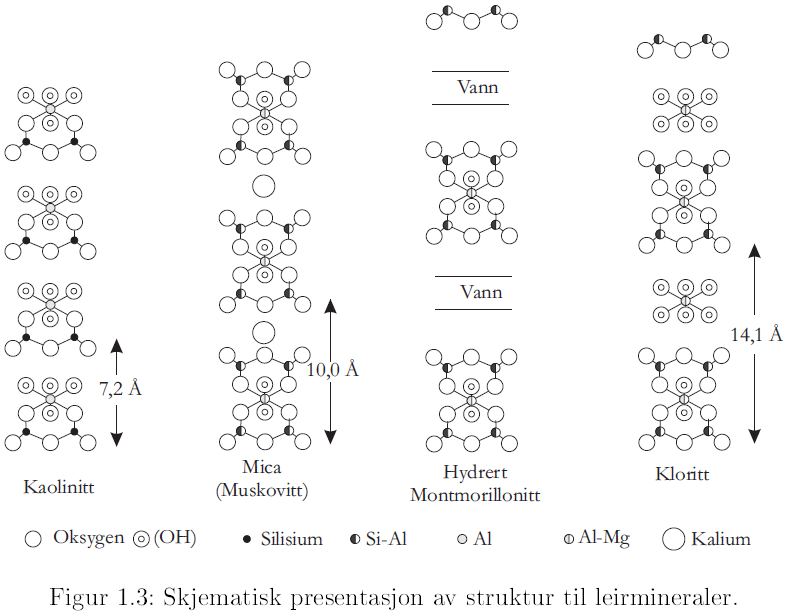 Vann
Vann
7,2 Å
10,0 Å
14,1 Å
Kaolinitt
Mica
(Muskovitt)
Hydrert
Montmorillonitt
Kloritt
Oksygen
(OH)
Silisium
Si-Al
Al
Al-Mg
Kalium
Figur 1.3: Skjematisk presentasjon av struktur til leirmineraler.